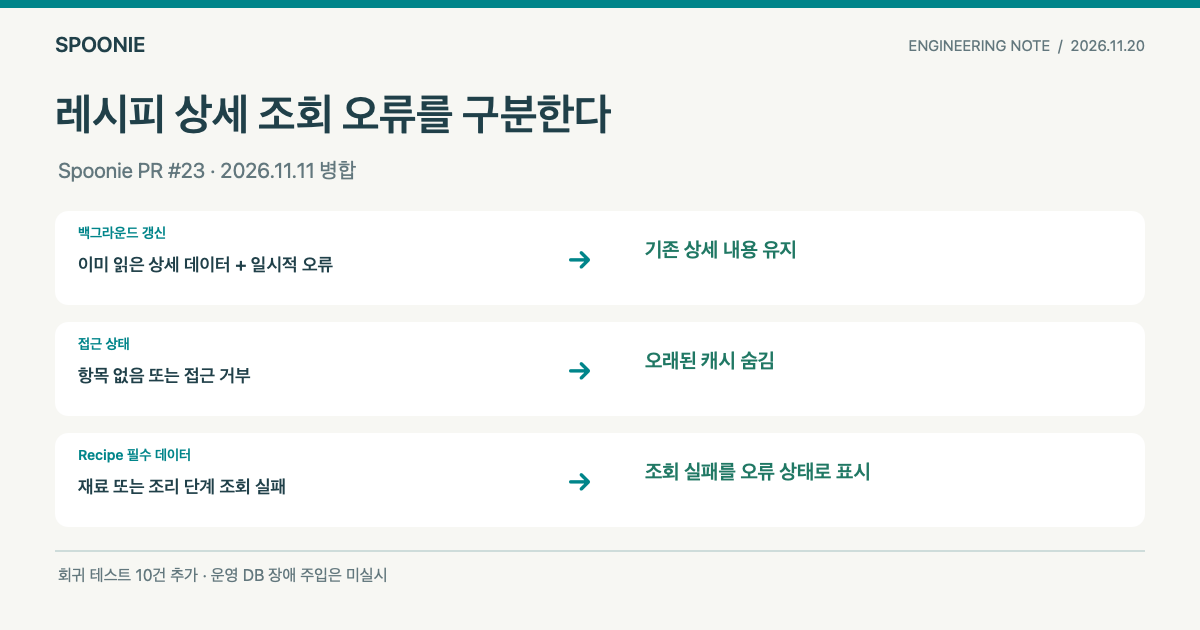 SPOONIE
ENGINEERING NOTE / 2026.11.20
레시피 상세 조회 오류를 구분한다
Spoonie PR #23 · 2026.11.11 병합
백그라운드 갱신
이미 읽은 상세 데이터 + 일시적 오류
→
기존 상세 내용 유지
접근 상태
항목 없음 또는 접근 거부
→
오래된 캐시 숨김
Recipe 필수 데이터
재료 또는 조리 단계 조회 실패
→
조회 실패를 오류 상태로 표시
회귀 테스트 10건 추가 · 운영 DB 장애 주입은 미실시